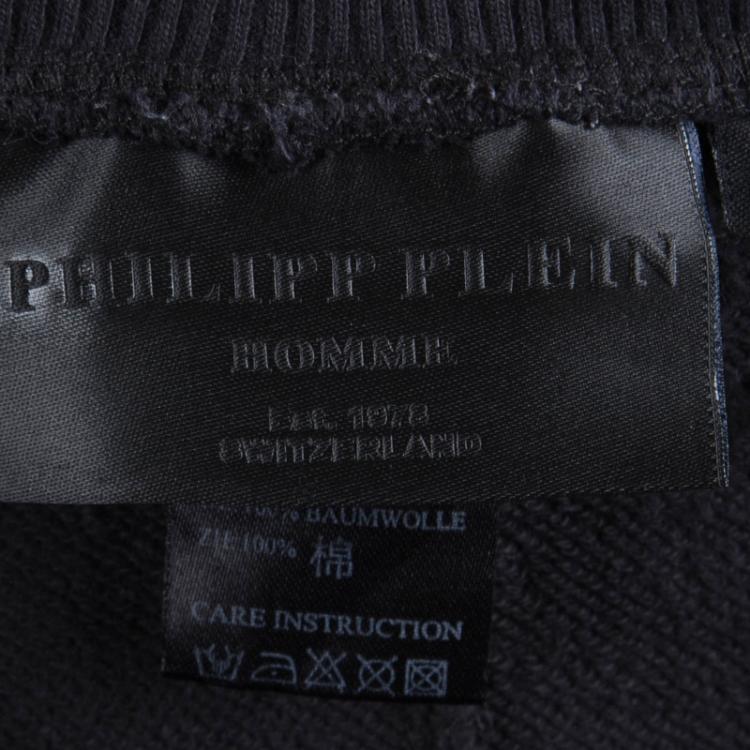 PHILIPP PLEIN
HOMME
EST. 1978
SWITZERLAND
100% BAUMWOLLE
100% 棉
CARE INSTRUCTION